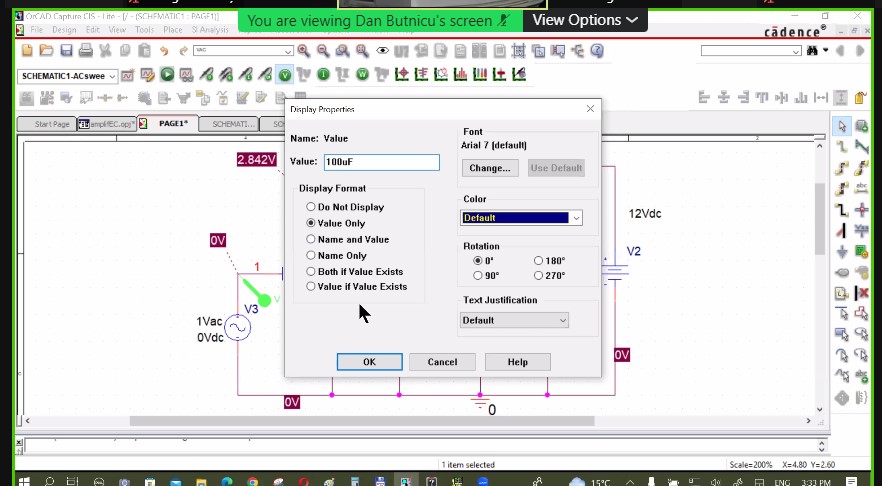 OrCAD Capture CIS - Lite - [/ - (SCHEMATIC1 : PAGE1)]
You are viewing Dan Butnicu's screen
View Options
File Design Edit View Tools Place SI Analysis
cādence
VAC
SCHEMATIC1-ACswee
Start Page
amplifEC.opj*
PAGE1*
SCHEMATI...
Display Properties
Name: Value
Value: 100uF
Font
Arial 7 (default)
Change...
Use Default
Display Format
Do Not Display
Value Only
Name and Value
Name Only
Both if Value Exists
Value if Value Exists
Color
Default
Rotation
0°
180°
90°
270°
Text Justification
Default
OK
Cancel
Help
2.842V
0V
1
V3
1Vac
0Vdc
12Vdc
V2
0V
0V
0
1 item selected
Scale=200% X=4.80 Y=2.60
15°C
ENG
3:33 PM